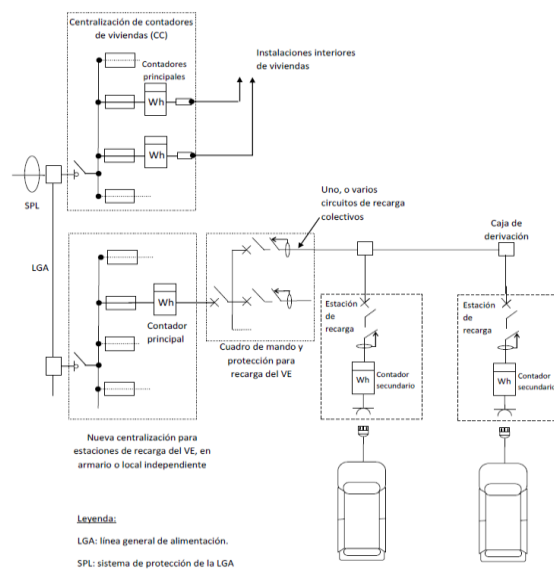 Centralización de contadores
de viviendas (CC)
Contadores
principales
Instalaciones interiores
de viviendas
Wh
Wh
SPL
Uno, o varios
circuitos de recarga
colectivos
Caja de
derivación
LGA
Wh
Contador
principal
Cuadro de mando y
protección para
recarga del VE
Estación
de
recarga
Wh
Contador
secundario
Estación
de
recarga
Wh
Contador
secundario
Nueva centralización para
estaciones de recarga del VE, en
armario o local independiente
Leyenda:
LGA: línea general de alimentación.
SPL: sistema de protección de la LGA